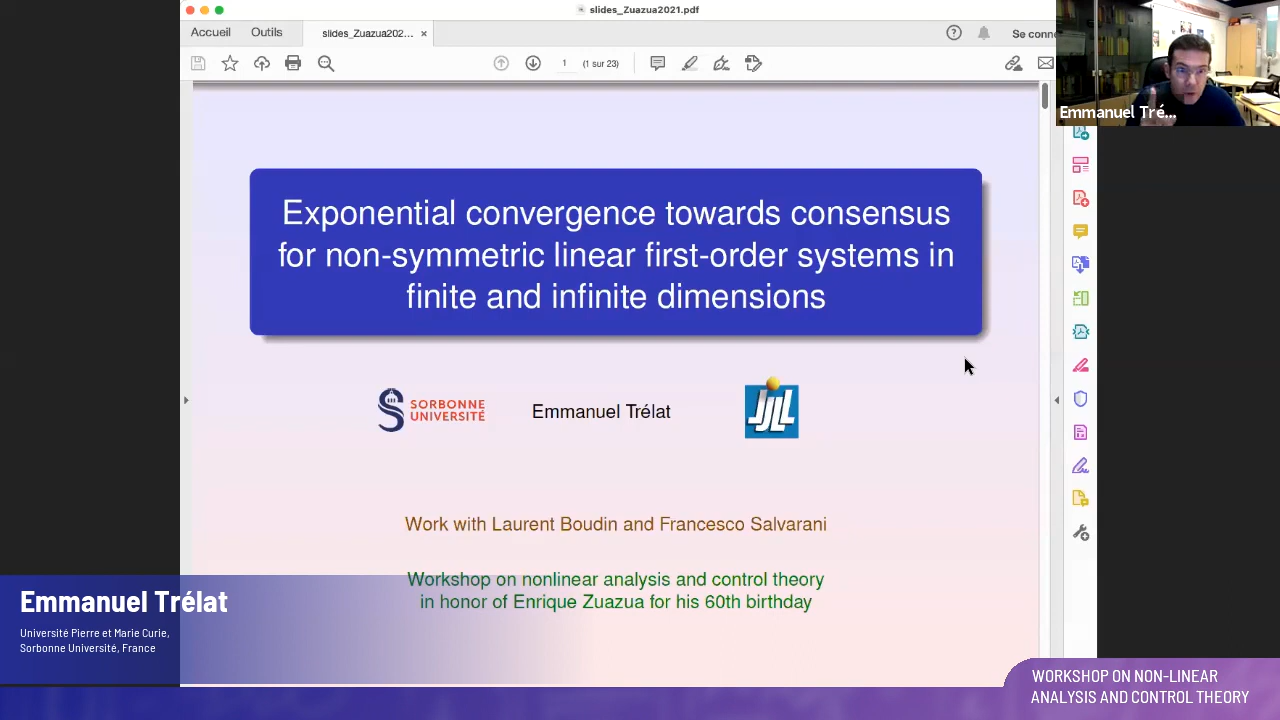 slides_Zuazua2021.pdf
Accueil
Outils
slides_Zuazua202...
Se conne
1
(1 sur 23)
Emmanuel Tré...
Exponential convergence towards consensus
for non-symmetric linear first-order systems in
finite and infinite dimensions
SORBONNE
UNIVERSITÉ
Emmanuel Trélat
JJLL
Work with Laurent Boudin and Francesco Salvarani
Workshop on nonlinear analysis and control theory
in honor of Enrique Zuazua for his 60th birthday
Emmanuel Trélat
Université Pierre et Marie Curie,
Sorbonne Université, France
WORKSHOP ON NON-LINEAR
ANALYSIS AND CONTROL THEORY